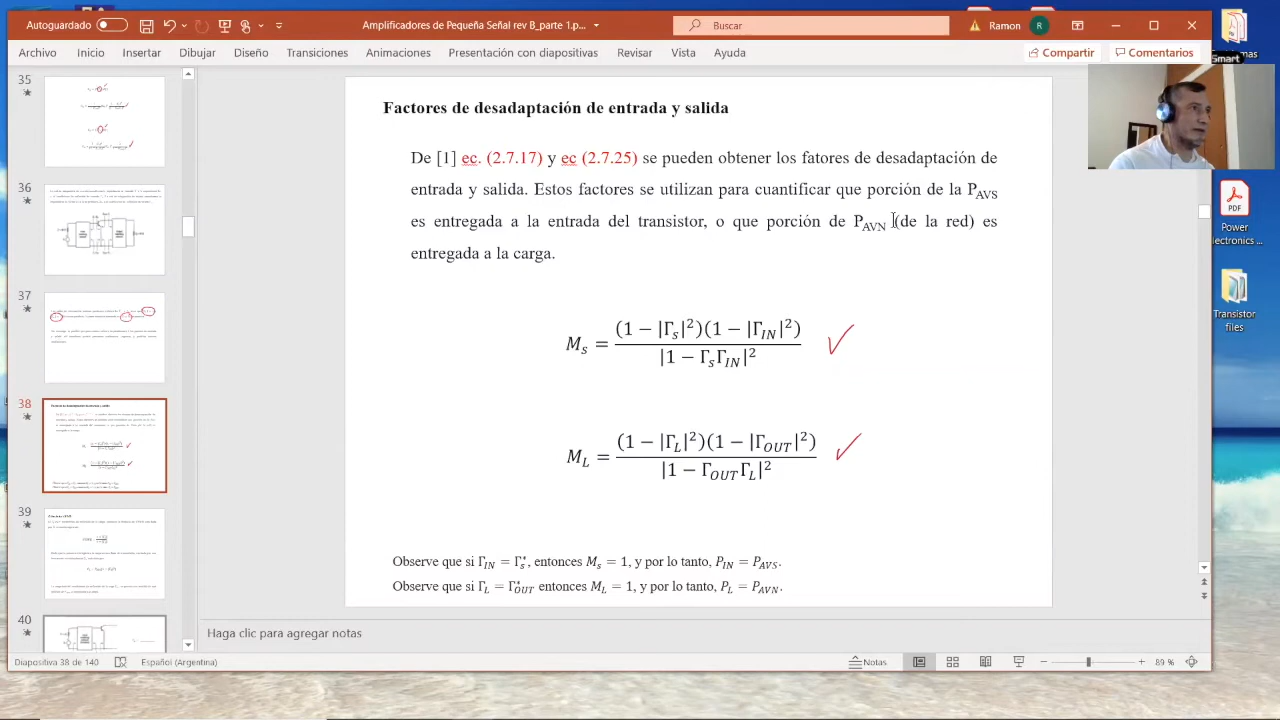 Autoguardado
Amplificadores de Pequeña Señal rev B_parte 1.p...
Buscar
Ramon
R
Archivo Inicio Insertar Dibujar Diseño Transiciones Animaciones Presentación con diapositivas Revisar Vista Ayuda
Compartir
Comentarios
Smart
35
36
37
38
39
40
Factores de desadaptación de entrada y salida
De [1] ec. (2.7.17) y ec (2.7.25) se pueden obtener los fatores de desadaptación de
entrada y salida. Estos factores se utilizan para cuantificar que porción de la P_AVS
es entregada a la entrada del transistor, o que porción de P_AVN (de la red) es
entregada a la carga.
M_s = (1 − |Γ_s|²)(1 − |Γ_IN|²) / |1 − Γ_sΓ_IN|²
M_L = (1 − |Γ_L|²)(1 − |Γ_OUT|²) / |1 − Γ_OUTΓ_L|²
Observe que si Γ_IN = Γ_s*, entonces M_s = 1, y por lo tanto, P_IN = P_AVS.
Observe que si Γ_L = Γ_OUT* entonces M_L = 1, y por lo tanto, P_L = P_AVN.
Haga clic para agregar notas
Diapositiva 38 de 140
Español (Argentina)
Notas
89 %
PDF
Power
electronics ...
Transistor
files